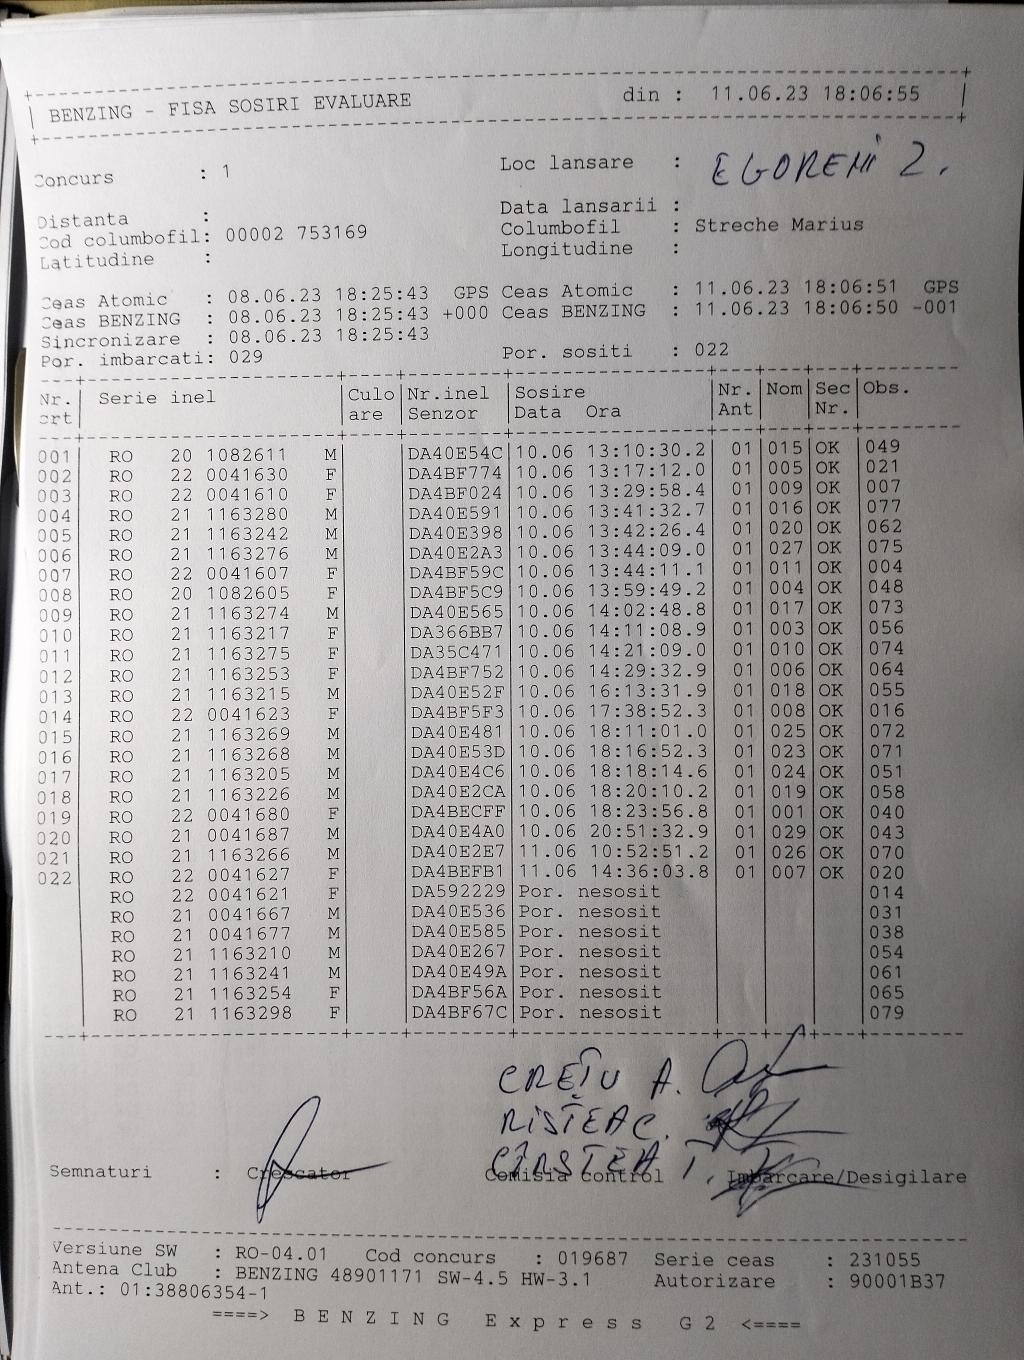 BENZING - FISA SOSIRI EVALUARE din : 11.06.23 18:06:55
Concurs : 1 Loc lansare : EGORENI 2.
Distanta : Data lansarii :
Cod columbofil: 00002 753169 Columbofil : Streche Marius
Latitudine : Longitudine :
Ceas Atomic : 08.06.23 18:25:43 GPS Ceas Atomic : 11.06.23 18:06:51 GPS
Ceas BENZING : 08.06.23 18:25:43 +000 Ceas BENZING : 11.06.23 18:06:50 -001
Sincronizare : 08.06.23 18:25:43
Por. imbarcati: 029 Por. sositi : 022
Nr. Serie inel Culo Nr.inel Sosire Nr. Nom Sec Obs.
crt are Senzor Data Ora Ant Nr.
001 RO 20 1082611 M DA40E54C 10.06 13:10:30.2 01 015 OK 049
002 RO 22 0041630 F DA4BF774 10.06 13:17:12.0 01 005 OK 021
003 RO 22 0041610 F DA4BF024 10.06 13:29:58.4 01 009 OK 007
004 RO 21 1163280 M DA40E591 10.06 13:41:32.7 01 016 OK 077
005 RO 21 1163242 M DA40E398 10.06 13:42:26.4 01 020 OK 062
006 RO 21 1163276 M DA40E2A3 10.06 13:44:09.0 01 027 OK 075
007 RO 22 0041607 F DA4BF59C 10.06 13:44:11.1 01 011 OK 004
008 RO 20 1082605 F DA4BF5C9 10.06 13:59:49.2 01 004 OK 048
009 RO 21 1163274 M DA40E565 10.06 14:02:48.8 01 017 OK 073
010 RO 21 1163217 F DA366BB7 10.06 14:11:08.9 01 003 OK 056
011 RO 21 1163275 F DA35C471 10.06 14:21:09.0 01 010 OK 074
012 RO 21 1163253 F DA4BF752 10.06 14:29:32.9 01 006 OK 064
013 RO 21 1163215 M DA40E52F 10.06 16:13:31.9 01 018 OK 055
014 RO 22 0041623 F DA4BF5F3 10.06 17:38:52.3 01 008 OK 016
015 RO 21 1163269 M DA40E481 10.06 18:11:01.0 01 025 OK 072
016 RO 21 1163268 M DA40E53D 10.06 18:16:52.3 01 023 OK 071
017 RO 21 1163205 M DA40E4C6 10.06 18:18:14.6 01 024 OK 051
018 RO 21 1163226 M DA40E2CA 10.06 18:20:10.2 01 019 OK 058
019 RO 22 0041680 F DA4BECFF 10.06 18:23:56.8 01 001 OK 040
020 RO 21 0041687 M DA40E4A0 10.06 20:51:32.9 01 029 OK 043
021 RO 21 1163266 M DA40E2E7 11.06 10:52:51.2 01 026 OK 070
022 RO 22 0041627 F DA4BEFB1 11.06 14:36:03.8 01 007 OK 020
RO 22 0041621 F DA592229 Por. nesosit 014
RO 21 0041667 M DA40E536 Por. nesosit 031
RO 21 0041677 M DA40E585 Por. nesosit 038
RO 21 1163210 M DA40E267 Por. nesosit 054
RO 21 1163241 M DA40E49A Por. nesosit 061
RO 21 1163254 F DA4BF56A Por. nesosit 065
RO 21 1163298 F DA4BF67C Por. nesosit 079
CREȚU A.
RISTEA C.
CÎRSTEA I.
Semnaturi : Crescator Comisia control Imbarcare/Desigilare
Versiune SW : RO-04.01 Cod concurs : 019687 Serie ceas : 231055
Antena Club : BENZING 48901171 SW-4.5 HW-3.1 Autorizare : 90001B37
Ant.: 01:38806354-1
====> B E N Z I N G E x p r e s s G 2 <====